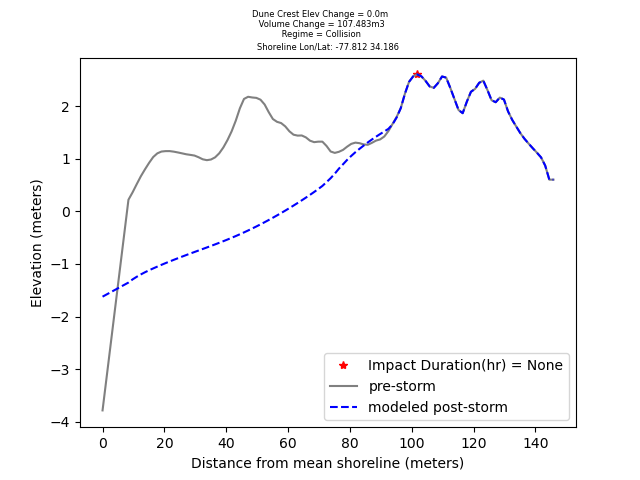 Dune Crest Elev Change = 0.0m
Volume Change = 107.483m3
Regime = Collision
Shoreline Lon/Lat: -77.812 34.186
2
1
0
−1
−2
−3
−4
Elevation (meters)
Impact Duration(hr) = None
pre-storm
modeled post-storm
0 20 40 60 80 100 120 140
Distance from mean shoreline (meters)